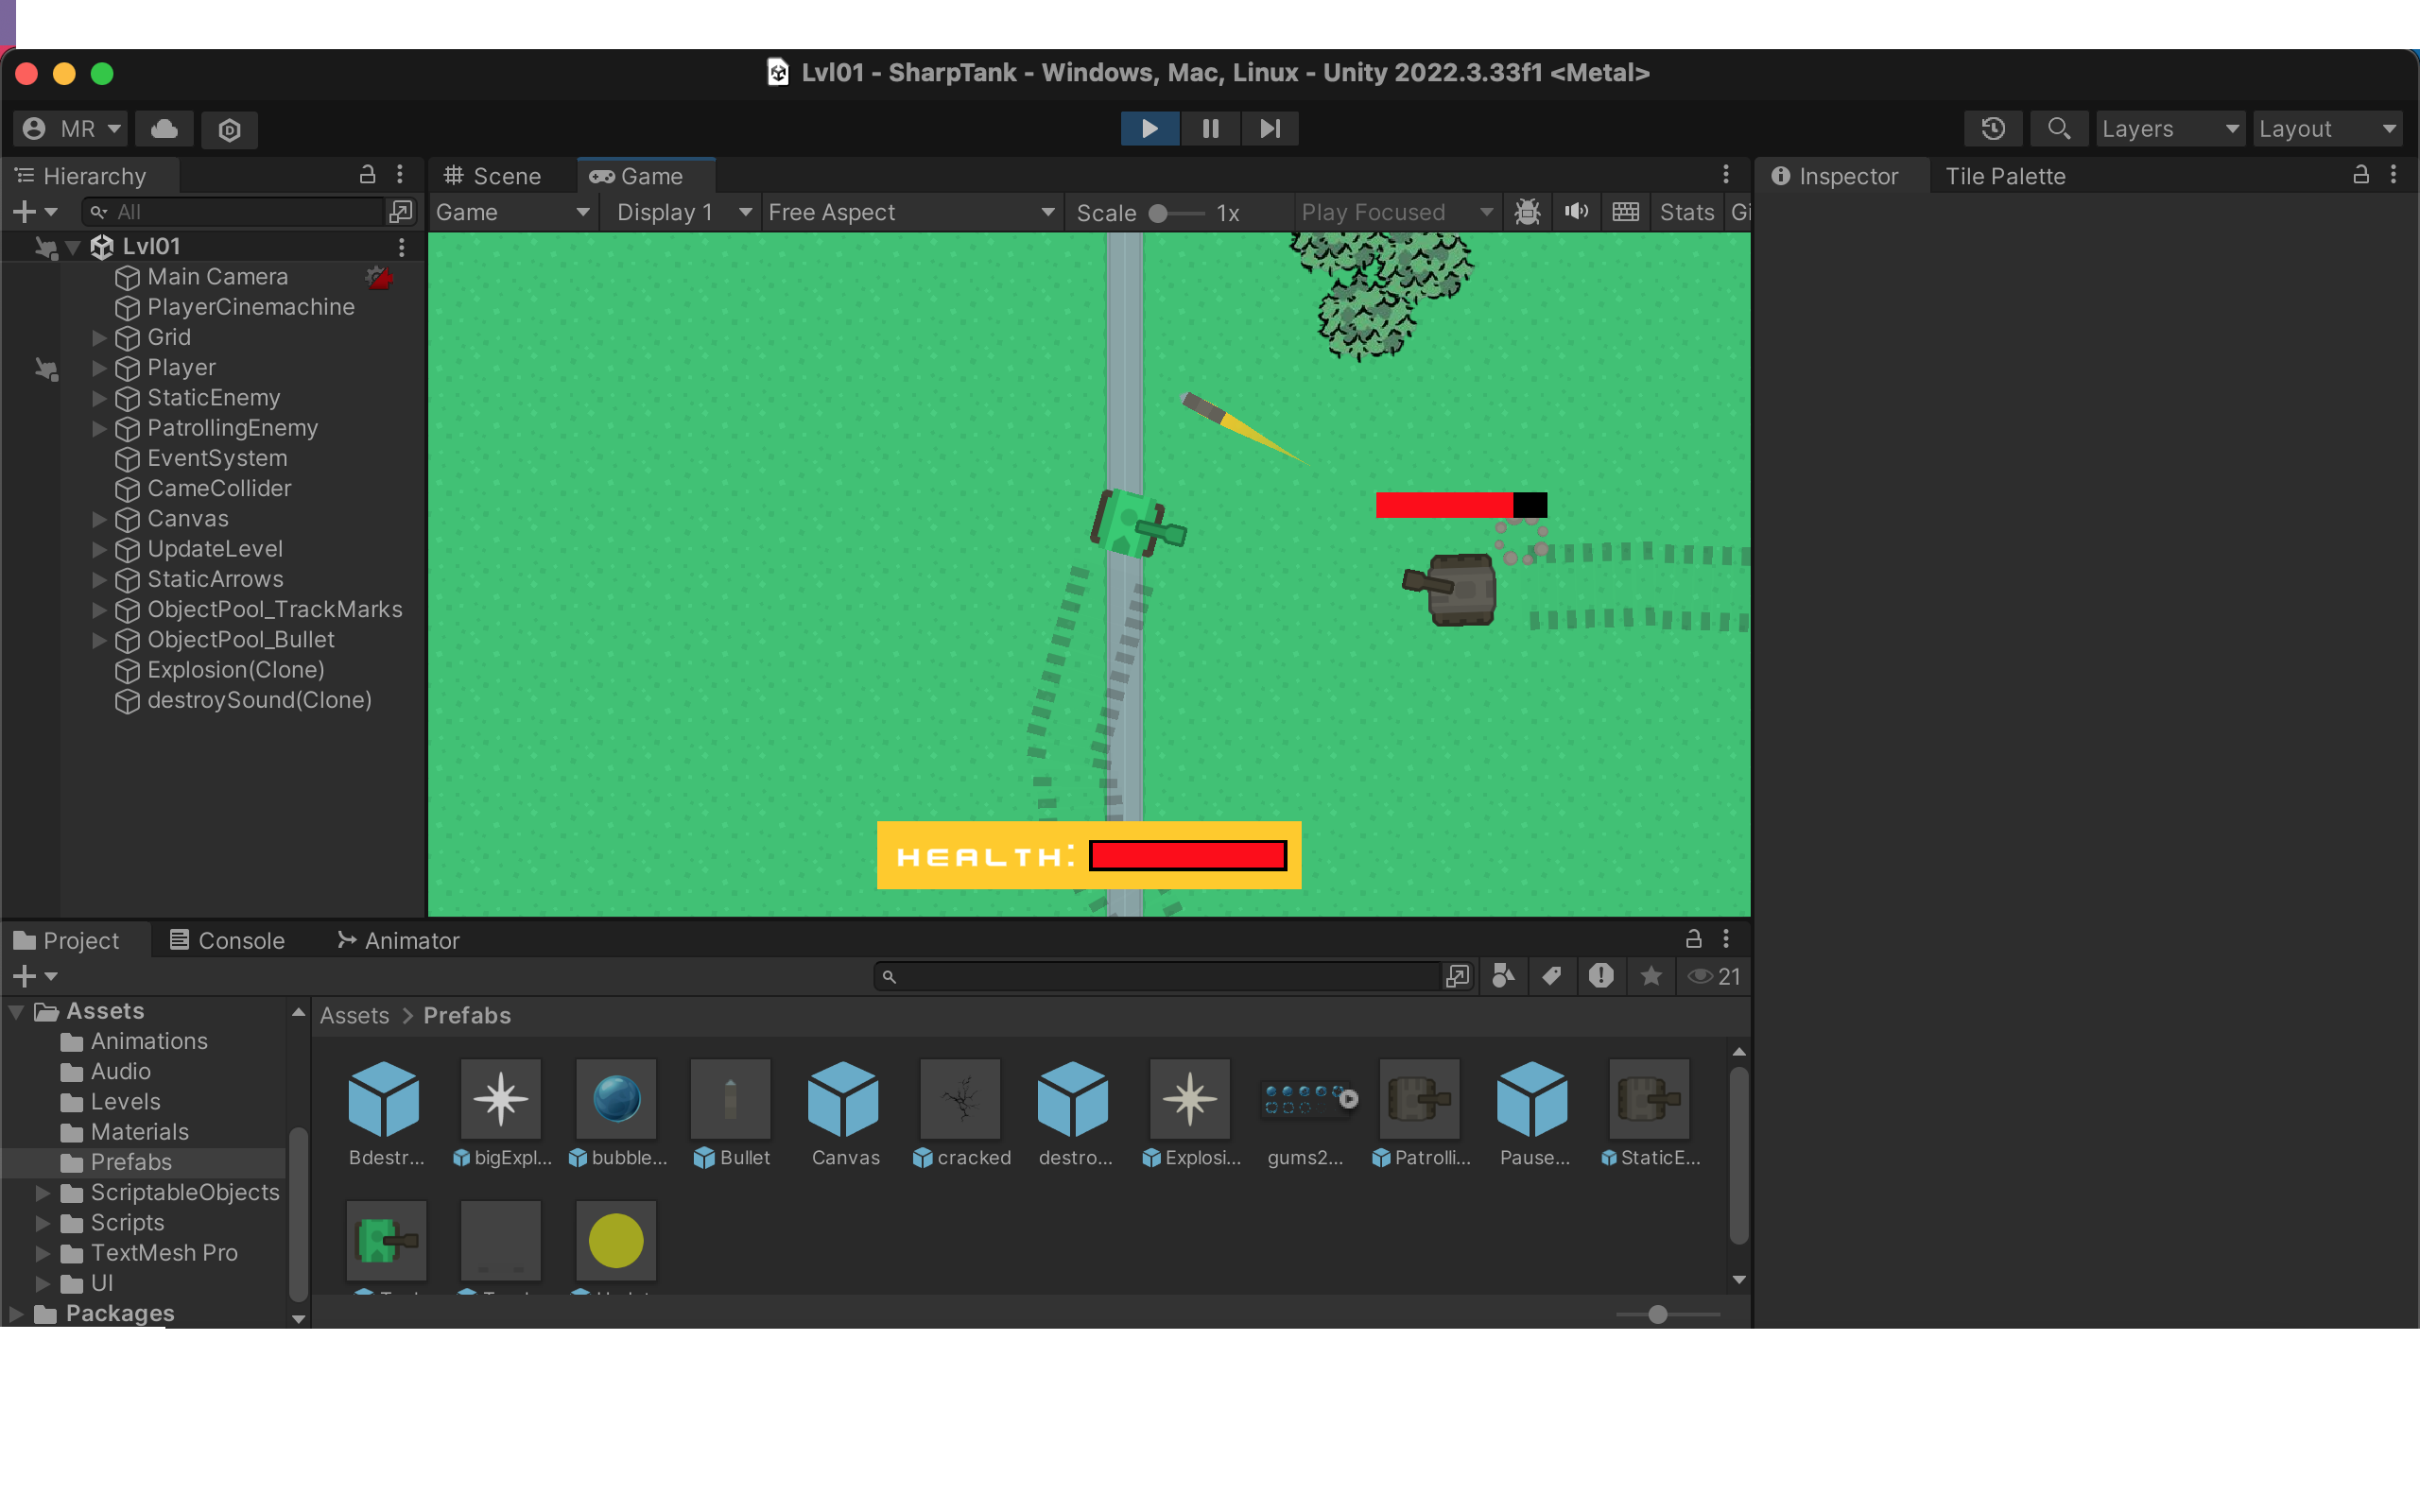 Lvl01 - SharpTank - Windows, Mac, Linux - Unity 2022.3.33f1 <Metal>
MR Layers Layout
Hierarchy
All
Lvl01
Main Camera
PlayerCinemachine
Grid
Player
StaticEnemy
PatrollingEnemy
EventSystem
CameCollider
Canvas
UpdateLevel
StaticArrows
ObjectPool_TrackMarks
ObjectPool_Bullet
Explosion(Clone)
destroySound(Clone)
Scene Game
Game Display 1 Free Aspect Scale 1x Play Focused Stats Gi
HEALTH:
Inspector Tile Palette
Project Console Animator
21
Assets
Animations
Audio
Levels
Materials
Prefabs
ScriptableObjects
Scripts
TextMesh Pro
UI
Packages
Assets > Prefabs
Bdestr... bigExpl... bubble... Bullet Canvas cracked destro... Explosi... gums2... Patrolli... Pause... StaticE...